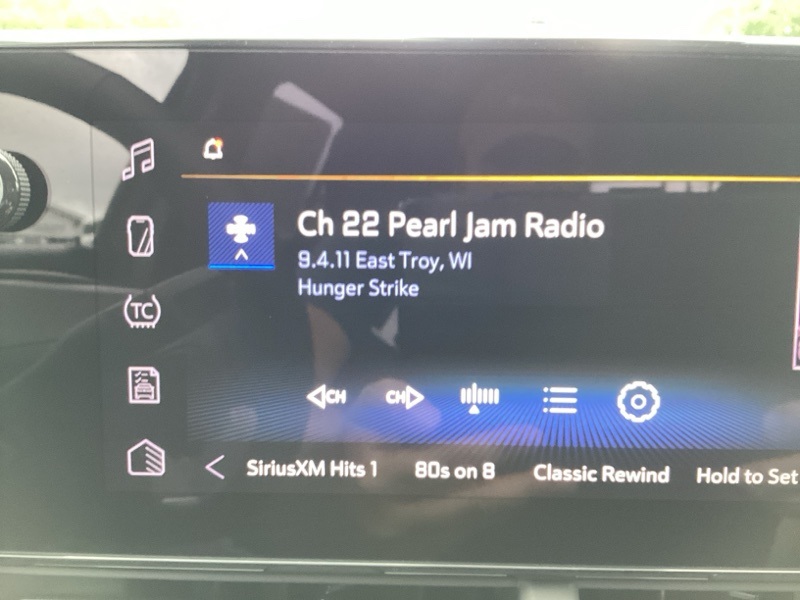 Ch 22 Pearl Jam Radio
9.4.11 East Troy, WI
Hunger Strike
TC
CH CH
SiriusXM Hits 1 80s on 8 Classic Rewind Hold to Set